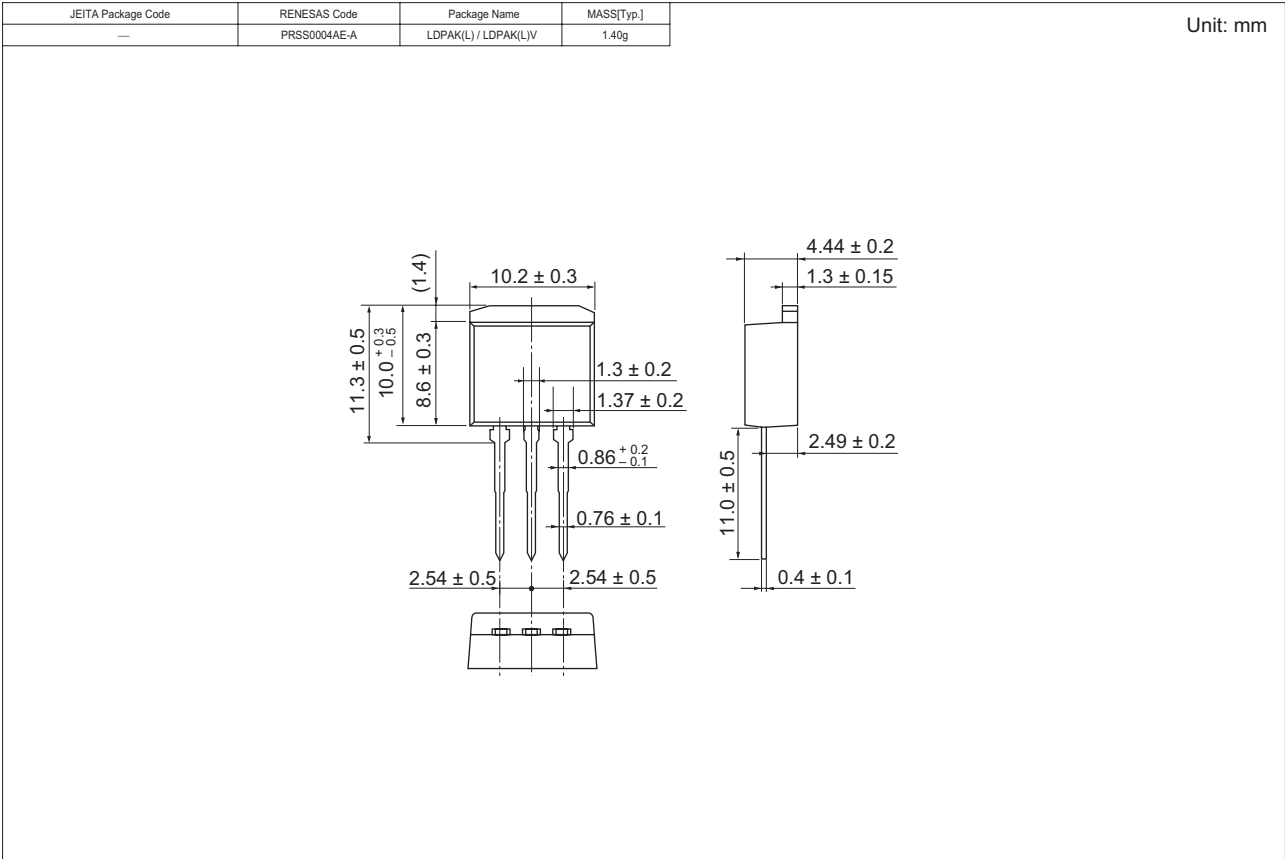 JEITA Package Code RENESAS Code Package Name MASS[Typ.]
— PRSS0004AE-A LDPAK(L) / LDPAK(L)V 1.40g
Unit: mm
4.44 ± 0.2
(1.4)
10.2 ± 0.3
1.3 ± 0.15
11.3 ± 0.5
10.0 + 0.3 – 0.5
8.6 ± 0.3
1.3 ± 0.2
1.37 ± 0.2
2.49 ± 0.2
0.86 + 0.2 – 0.1
11.0 ± 0.5
0.76 ± 0.1
2.54 ± 0.5 2.54 ± 0.5
0.4 ± 0.1